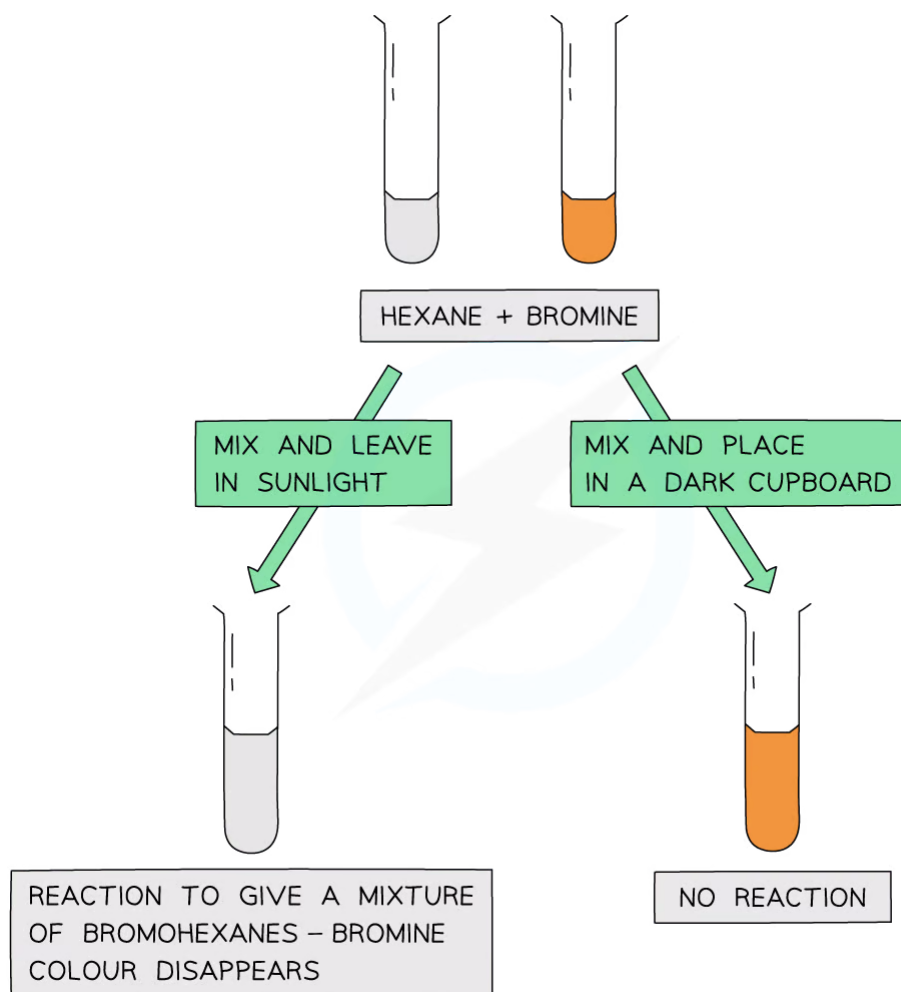 HEXANE + BROMINE
MIX AND LEAVE
IN SUNLIGHT
MIX AND PLACE
IN A DARK CUPBOARD
REACTION TO GIVE A MIXTURE
OF BROMOHEXANES – BROMINE
COLOUR DISAPPEARS
NO REACTION